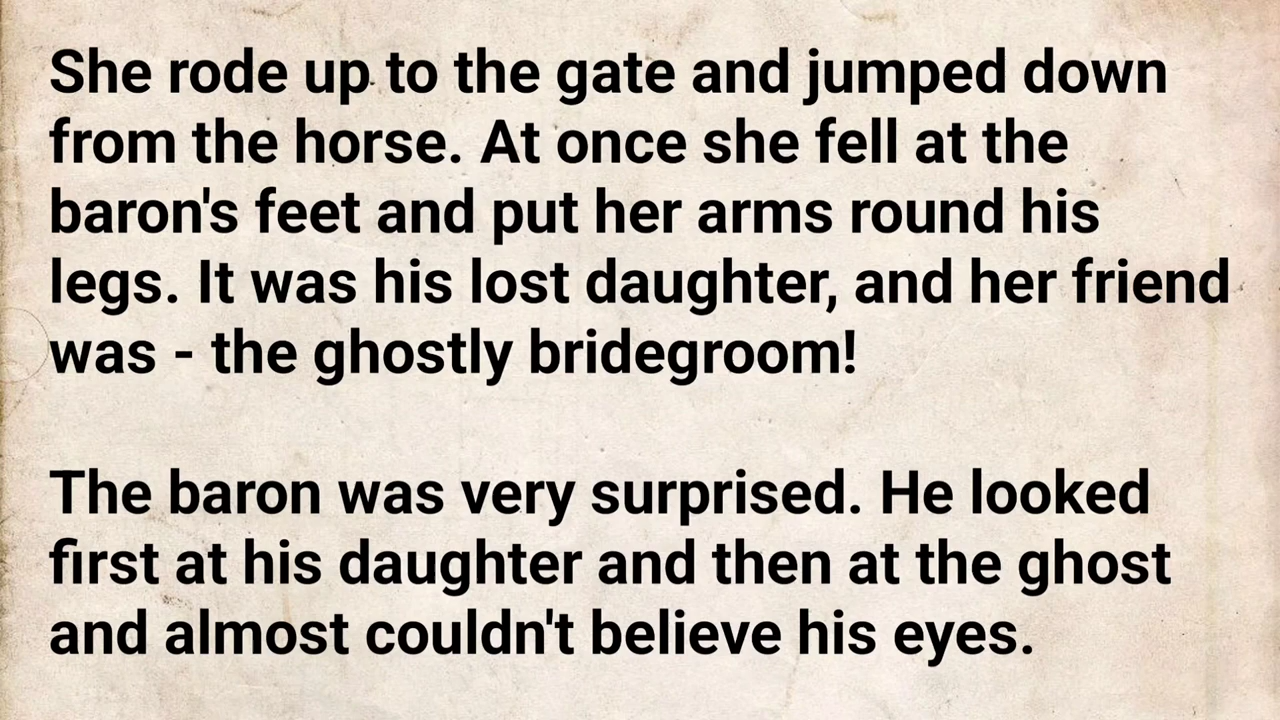 She rode up to the gate and jumped down
from the horse. At once she fell at the
baron's feet and put her arms round his
legs. It was his lost daughter, and her friend
was - the ghostly bridegroom!
The baron was very surprised. He looked
first at his daughter and then at the ghost
and almost couldn't believe his eyes.